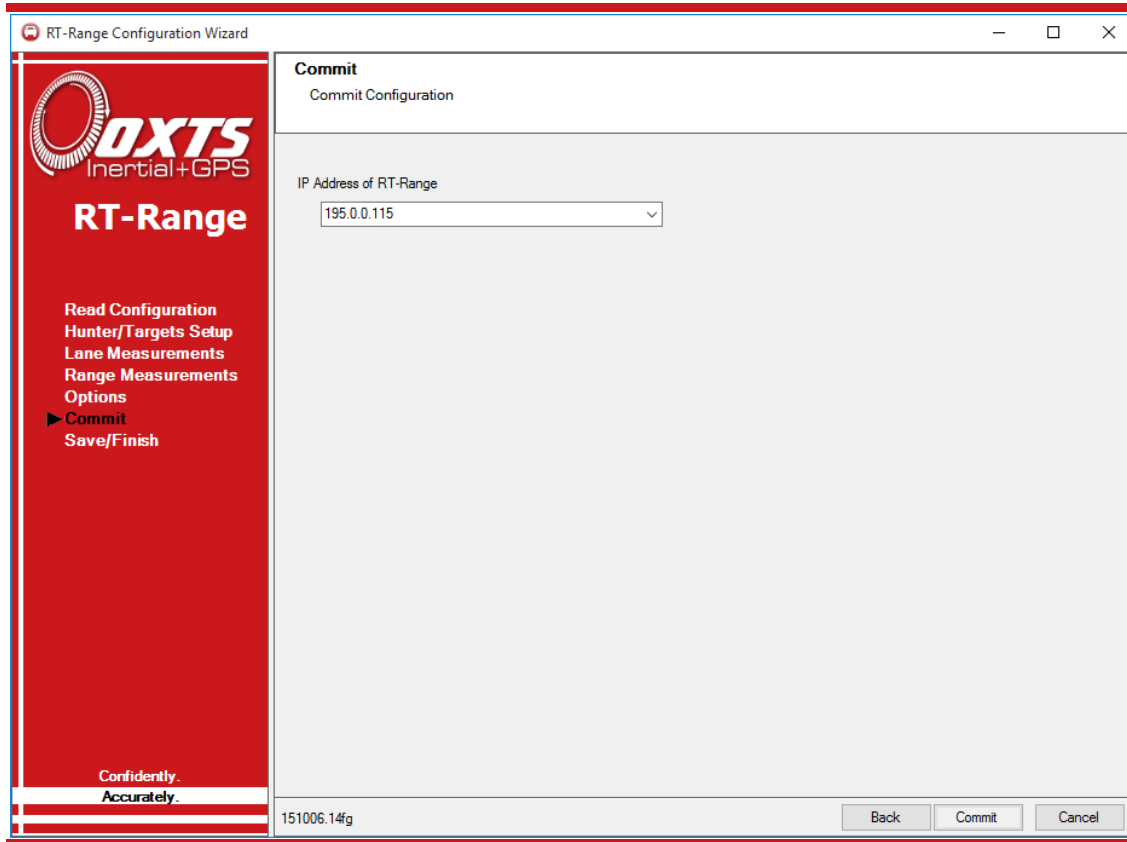 RT-Range Configuration Wizard
OXTS
Inertial+GPS
RT-Range
Read Configuration
Hunter/Targets Setup
Lane Measurements
Range Measurements
Options
Commit
Save/Finish
Confidently.
Accurately.
Commit
Commit Configuration
IP Address of RT-Range
195.0.0.115
151006.14fg
Back Commit Cancel